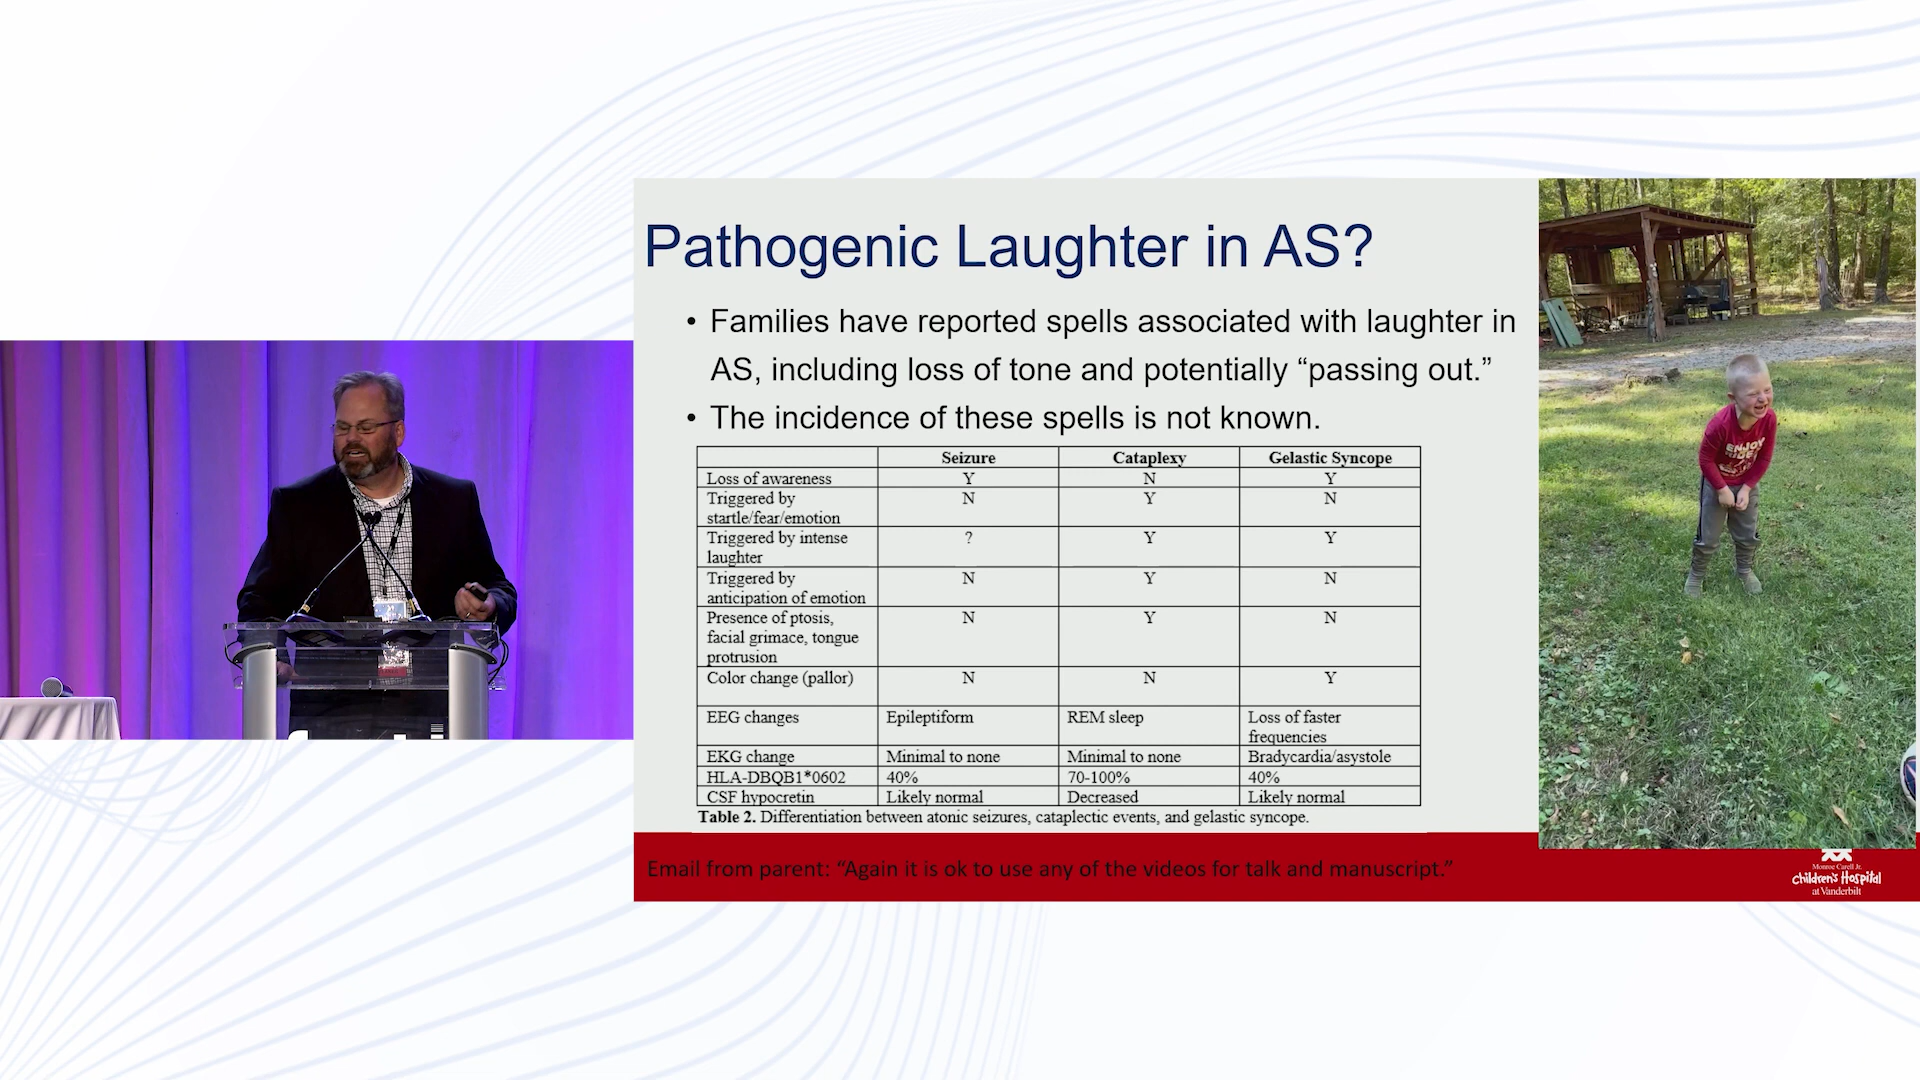 Pathogenic Laughter in AS?
• Families have reported spells associated with laughter in
AS, including loss of tone and potentially “passing out.”
• The incidence of these spells is not known.
Seizure Cataplexy Gelastic Syncope
Loss of awareness Y N Y
Triggered by
startle/fear/emotion N Y N
Triggered by intense
laughter ? Y Y
Triggered by
anticipation of emotion N Y N
Presence of ptosis,
facial grimace, tongue
protrusion N Y N
Color change (pallor) N N Y
EEG changes Epileptiform REM sleep Loss of faster
frequencies
EKG change Minimal to none Minimal to none Bradycardia/asystole
HLA-DBQB1*0602 40% 70-100% 40%
CSF hypocretin Likely normal Decreased Likely normal
Table 2. Differentiation between atonic seizures, cataplectic events, and gelastic syncope.
ENJOY
Email from parent: “Again it is ok to use any of the videos for talk and manuscript.”
Monroe Carell Jr.
Children's Hospital
at Vanderbilt